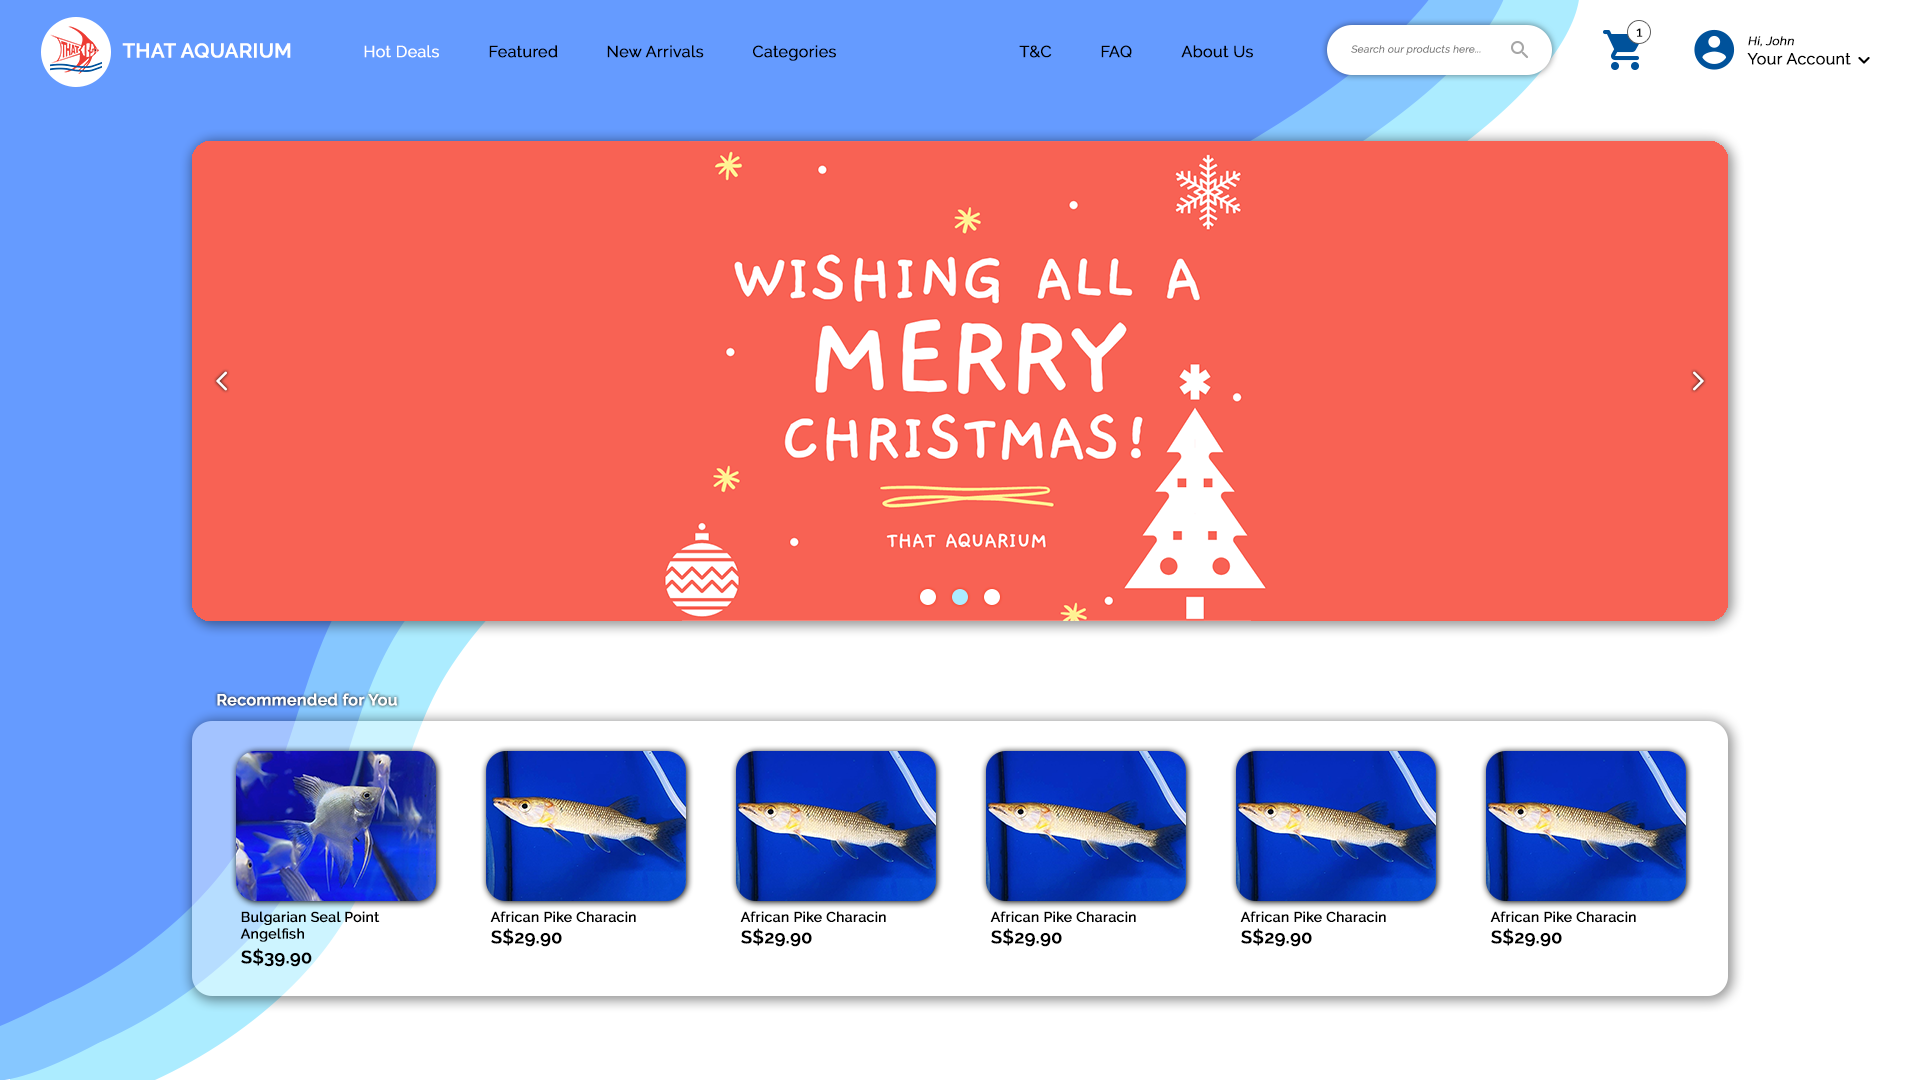 THAT
THAT AQUARIUM
Hot Deals
Featured
New Arrivals
Categories
T&C
FAQ
About Us
Search our products here...
1
Hi, John
Your Account
WISHING ALL A
MERRY
CHRISTMAS!
THAT AQUARIUM
Recommended for You
Bulgarian Seal Point
Angelfish
S$39.90
African Pike Characin
S$29.90
African Pike Characin
S$29.90
African Pike Characin
S$29.90
African Pike Characin
S$29.90
African Pike Characin
S$29.90